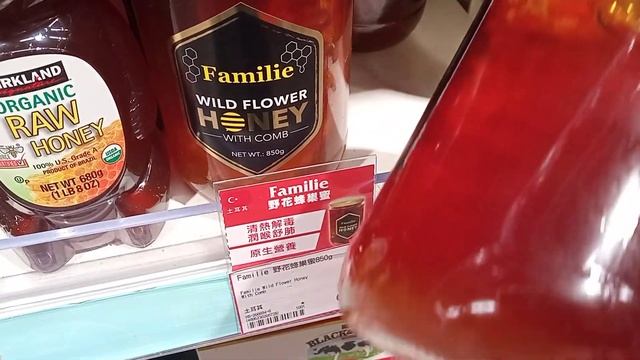 KIRKLAND
Signature
ORGANIC
RAW
HONEY
100% U.S. Grade A
PRODUCT OF BRAZIL
USDA
NET WT 680g
(1 LB 8 OZ)
Familie
WILD FLOWER
HONEY
WITH COMB
NET WT.: 850g
Familie
野花蜂巢蜜
土耳其
清熱解毒
潤喉舒肺
原生營養
Familie 野花蜂巢蜜850g
Familie Wild Flower Honey
With Comb
土耳其